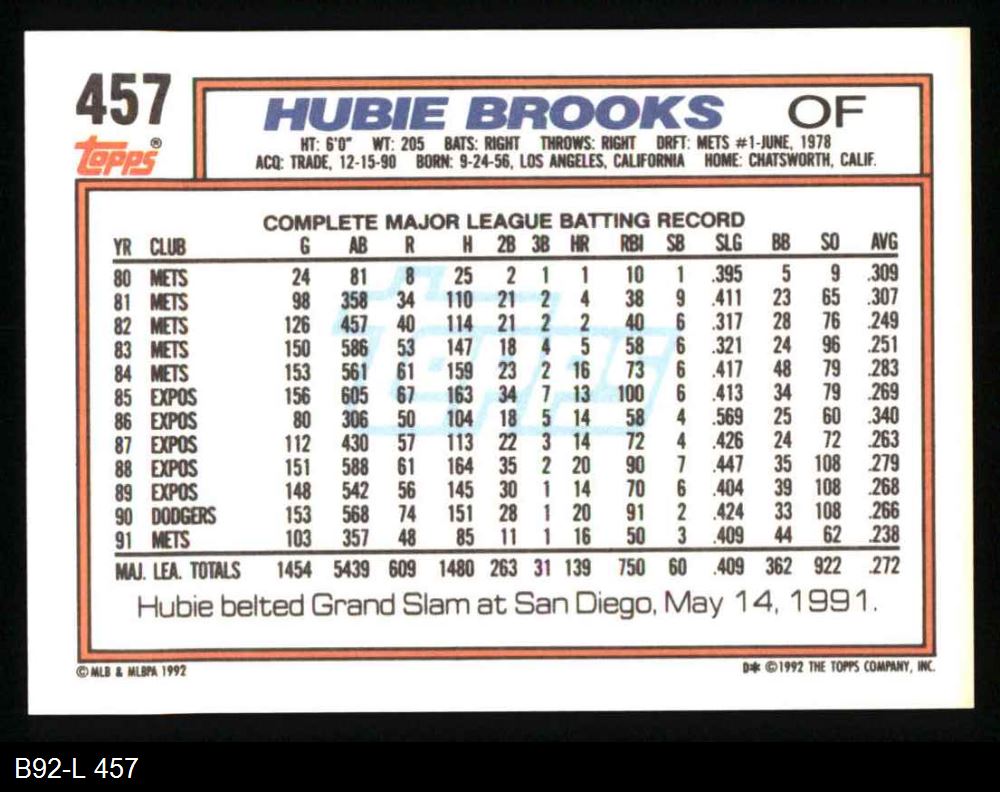 457
topps®
HUBIE BROOKS OF
HT: 6'0" WT: 205 BATS: RIGHT THROWS: RIGHT DRFT: METS #1-JUNE, 1978
ACQ: TRADE, 12-15-90 BORN: 9-24-56, LOS ANGELES, CALIFORNIA HOME: CHATSWORTH, CALIF.
COMPLETE MAJOR LEAGUE BATTING RECORD
YR CLUB G AB R H 2B 3B HR RBI SB SLG BB SO AVG
80 METS 24 81 8 25 2 1 1 10 1 .395 5 9 .309
81 METS 98 358 34 110 21 2 4 38 9 .411 23 65 .307
82 METS 126 457 40 114 21 2 2 40 6 .317 28 76 .249
83 METS 150 586 53 147 18 4 5 58 6 .321 24 96 .251
84 METS 153 561 61 159 23 2 16 73 6 .417 48 79 .283
85 EXPOS 156 605 67 163 34 7 13 100 6 .413 34 79 .269
86 EXPOS 80 306 50 104 18 5 14 58 4 .569 25 60 .340
87 EXPOS 112 430 57 113 22 3 14 72 4 .426 24 72 .263
88 EXPOS 151 588 61 164 35 2 20 90 7 .447 35 108 .279
89 EXPOS 148 542 56 145 30 1 14 70 6 .404 39 108 .268
90 DODGERS 153 568 74 151 28 1 20 91 2 .424 33 108 .266
91 METS 103 357 48 85 11 1 16 50 3 .409 44 62 .238
MAJ. LEA. TOTALS 1454 5439 609 1480 263 31 139 750 60 .409 362 922 .272
topps
Hubie belted Grand Slam at San Diego, May 14, 1991.
© MLB & MLBPA 1992 D* © 1992 THE TOPPS COMPANY, INC.
B92-L 457